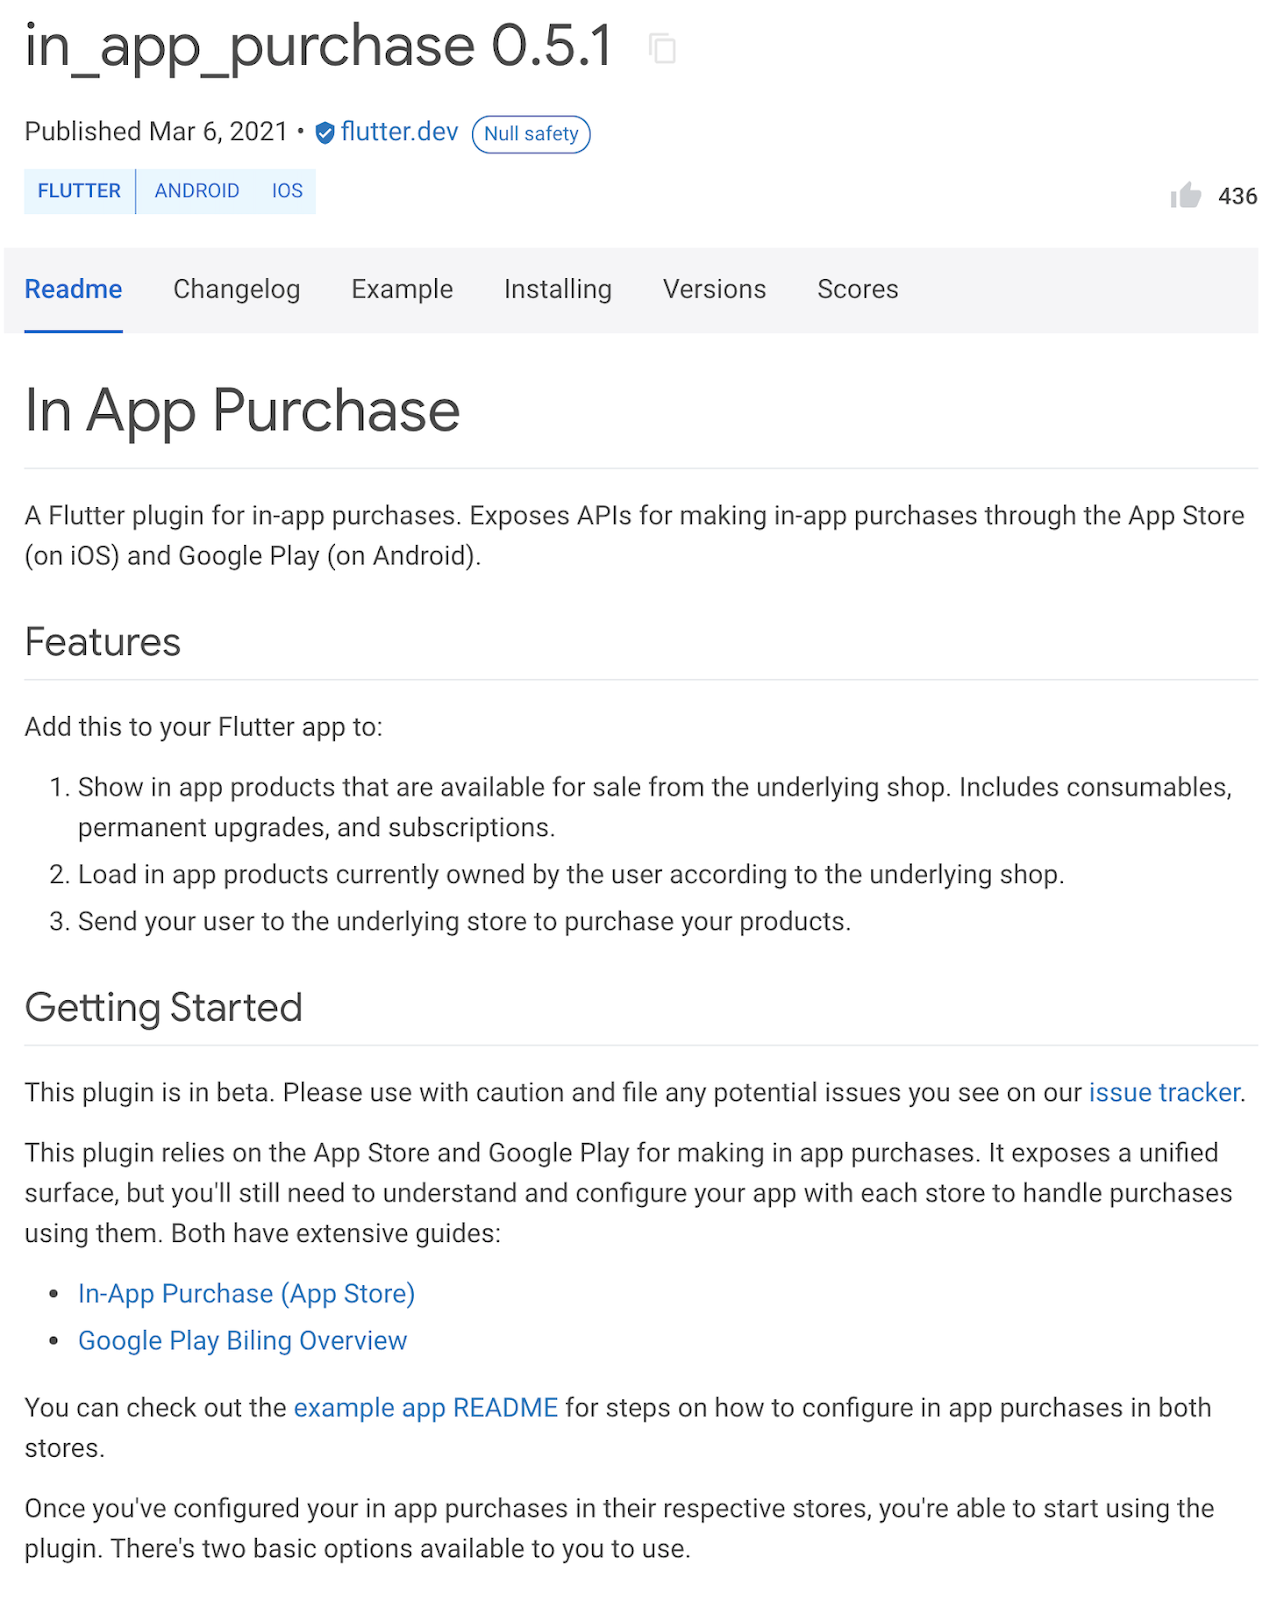 in_app_purchase 0.5.1
Published Mar 6, 2021 • flutter.dev Null safety
FLUTTER ANDROID IOS
436
Readme Changelog Example Installing Versions Scores
In App Purchase
A Flutter plugin for in-app purchases. Exposes APIs for making in-app purchases through the App Store
(on iOS) and Google Play (on Android).
Features
Add this to your Flutter app to:
1. Show in app products that are available for sale from the underlying shop. Includes consumables,
permanent upgrades, and subscriptions.
2. Load in app products currently owned by the user according to the underlying shop.
3. Send your user to the underlying store to purchase your products.
Getting Started
This plugin is in beta. Please use with caution and file any potential issues you see on our issue tracker.
This plugin relies on the App Store and Google Play for making in app purchases. It exposes a unified
surface, but you'll still need to understand and configure your app with each store to handle purchases
using them. Both have extensive guides:
• In-App Purchase (App Store)
• Google Play Biling Overview
You can check out the example app README for steps on how to configure in app purchases in both
stores.
Once you've configured your in app purchases in their respective stores, you're able to start using the
plugin. There's two basic options available to you to use.